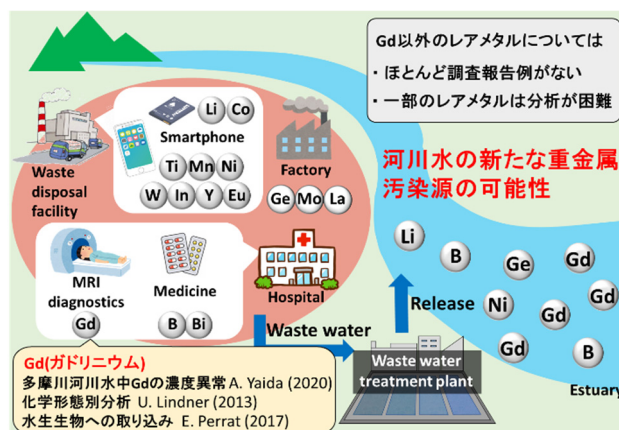 Gd以外のレアメタルについては
・ほとんど調査報告例がない
・一部のレアメタルは分析が困難
Waste
disposal
facility
Li Co
Smartphone
Ti Mn Ni
W In Y Eu
Factory
Ge Mo La
河川水の新たな重金属
汚染源の可能性
MRI
diagnostics
Gd
Medicine
B Bi
Hospital
Li
B
Ge
Gd
Gd
Ni
Gd
Gd
B
Release
Waste water
Waste water
treatment plant
Estuary
Gd(ガドリニウム)
多摩川河川水中Gdの濃度異常 A. Yaida (2020)
化学形態別分析 U. Lindner (2013)
水生生物への取り込み E. Perrat (2017)